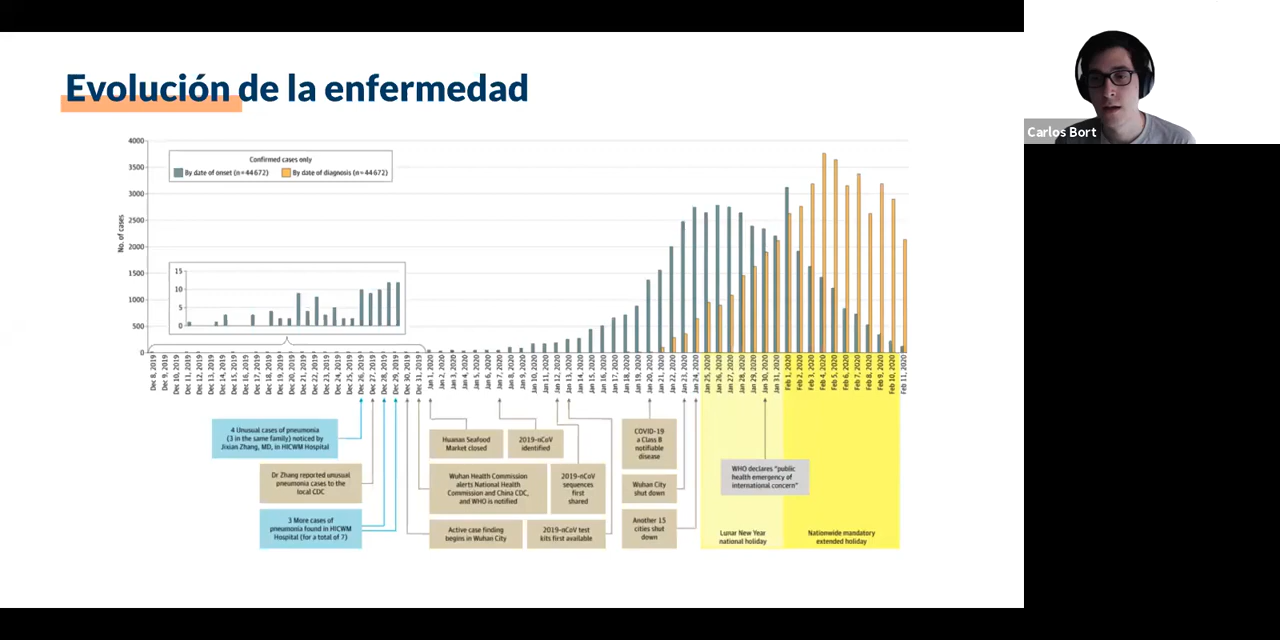 Evolución de la enfermedad
Carlos Bort
Confirmed cases only
By date of onset (n=44672)
By date of diagnosis (n=44672)
No. of cases
4000
3500
3000
2500
2000
1500
1000
500
0
15
10
5
0
Dec 8, 2019
Dec 9, 2019
Dec 10, 2019
Dec 11, 2019
Dec 12, 2019
Dec 13, 2019
Dec 14, 2019
Dec 15, 2019
Dec 16, 2019
Dec 17, 2019
Dec 18, 2019
Dec 19, 2019
Dec 20, 2019
Dec 21, 2019
Dec 22, 2019
Dec 23, 2019
Dec 24, 2019
Dec 25, 2019
Dec 26, 2019
Dec 27, 2019
Dec 28, 2019
Dec 29, 2019
Dec 30, 2019
Dec 31, 2019
Jan 1, 2020
Jan 2, 2020
Jan 3, 2020
Jan 4, 2020
Jan 5, 2020
Jan 6, 2020
Jan 7, 2020
Jan 8, 2020
Jan 9, 2020
Jan 10, 2020
Jan 11, 2020
Jan 12, 2020
Jan 13, 2020
Jan 14, 2020
Jan 15, 2020
Jan 16, 2020
Jan 17, 2020
Jan 18, 2020
Jan 19, 2020
Jan 20, 2020
Jan 21, 2020
Jan 22, 2020
Jan 23, 2020
Jan 24, 2020
Jan 25, 2020
Jan 26, 2020
Jan 27, 2020
Jan 28, 2020
Jan 29, 2020
Jan 30, 2020
Jan 31, 2020
Feb 1, 2020
Feb 2, 2020
Feb 3, 2020
Feb 4, 2020
Feb 5, 2020
Feb 6, 2020
Feb 7, 2020
Feb 8, 2020
Feb 9, 2020
Feb 10, 2020
Feb 11, 2020
4 Unusual cases of pneumonia
(3 in the same family) noticed by
Jixian Zhang, MD, in HICWM Hospital
Dr Zhang reported unusual
pneumonia cases to the
local CDC
3 More cases of
pneumonia found in HICWM
Hospital (for a total of 7)
Huanan Seafood
Market closed
2019-nCoV
identified
Wuhan Health Commission
alerts National Health
Commission and China CDC,
and WHO is notified
2019-nCoV
sequences
first
shared
Active case finding
begins in Wuhan City
2019-nCoV test
kits first available
COVID-19
a Class B
notifiable
disease
Wuhan City
shut down
Another 15
cities shut
down
WHO declares "public
health emergency of
international concern"
Lunar New Year
national holiday
Nationwide mandatory
extended holiday